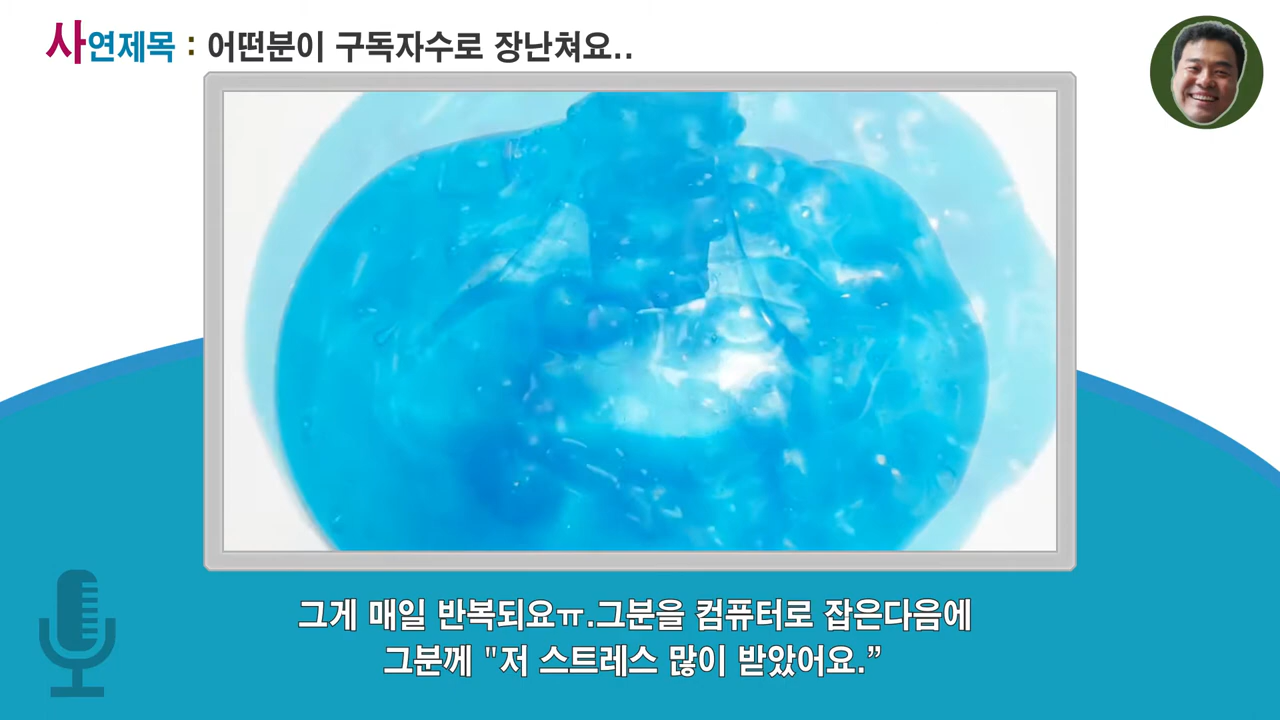 사연제목 : 어떤분이 구독자수로 장난쳐요..
그게 매일 반복되요ㅠ.그분을 컴퓨터로 잡은다음에
그분께 "저 스트레스 많이 받았어요.”